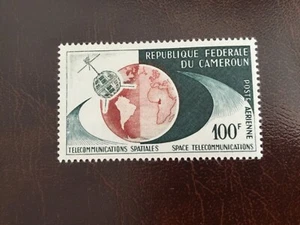 REPUBLIQUE FEDERALE
DU CAMEROUN
POSTE AERIENNE
100F
TELECOMMUNICATIONS SPATIALES SPACE TELECOMMUNICATIONS